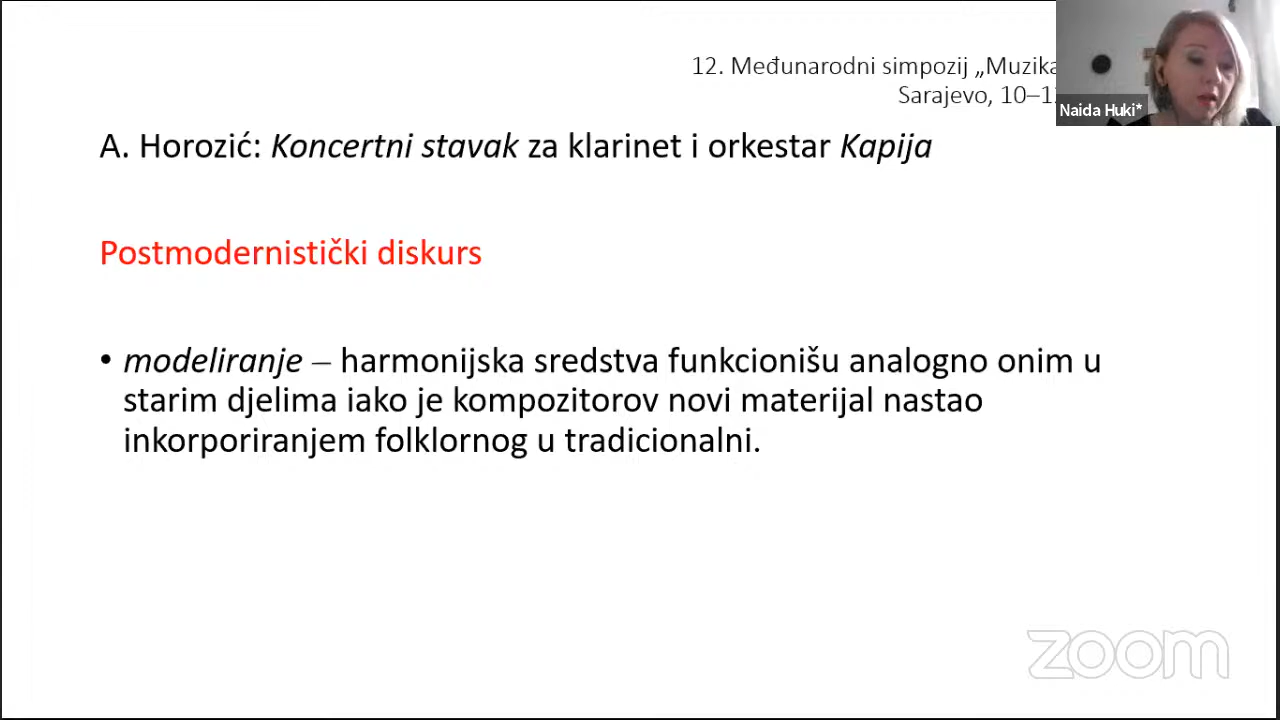 12. Međunarodni simpozij „Muzika
Sarajevo, 10–1
Naida Huki*
A. Horozić: Koncertni stavak za klarinet i orkestar Kapija
Postmodernistički diskurs
• modeliranje – harmonijska sredstva funkcionišu analogno onim u
starim djelima iako je kompozitorov novi materijal nastao
inkorporiranjem folklornog u tradicionalni.
zoom